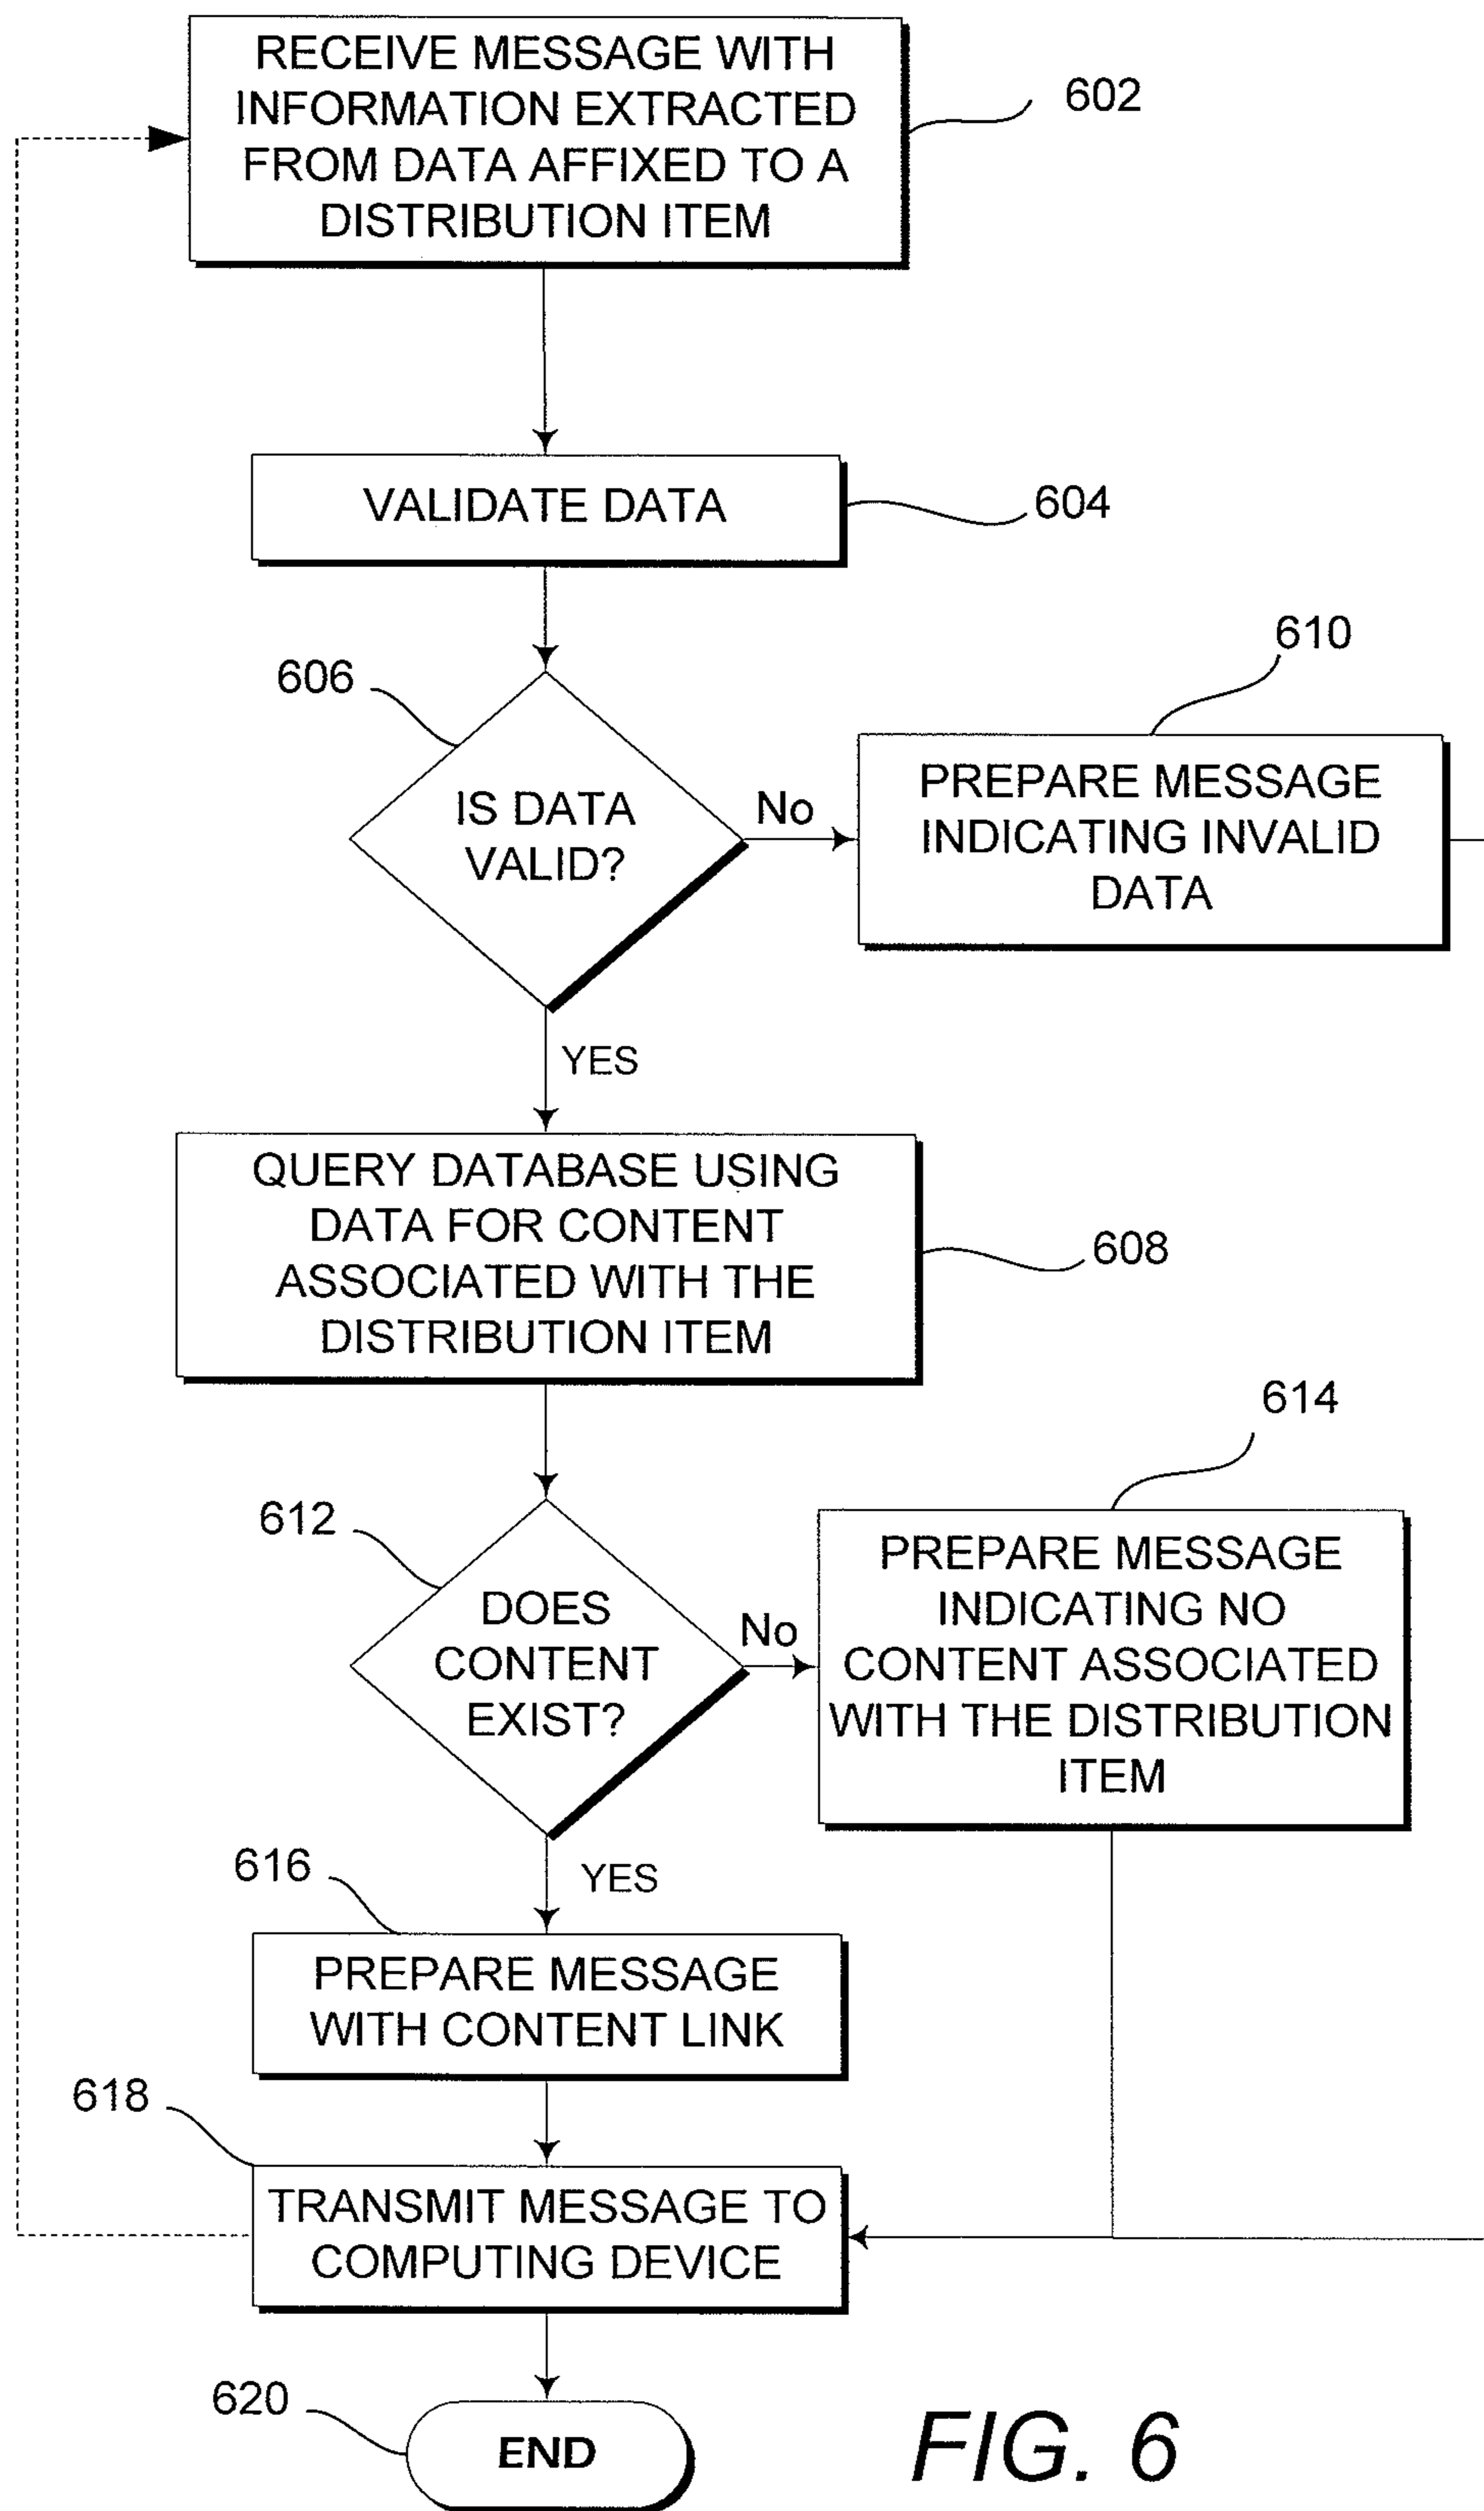 RECEIVE MESSAGE WITH
INFORMATION EXTRACTED
FROM DATA AFFIXED TO A
DISTRIBUTION ITEM
602
VALIDATE DATA
604
606
IS DATA
VALID?
No
610
PREPARE MESSAGE
INDICATING INVALID
DATA
YES
QUERY DATABASE USING
DATA FOR CONTENT
ASSOCIATED WITH THE
DISTRIBUTION ITEM
608
612
DOES
CONTENT
EXIST?
No
614
PREPARE MESSAGE
INDICATING NO
CONTENT ASSOCIATED
WITH THE DISTRIBUTION
ITEM
YES
616
PREPARE MESSAGE
WITH CONTENT LINK
618
TRANSMIT MESSAGE TO
COMPUTING DEVICE
620
END
FIG. 6